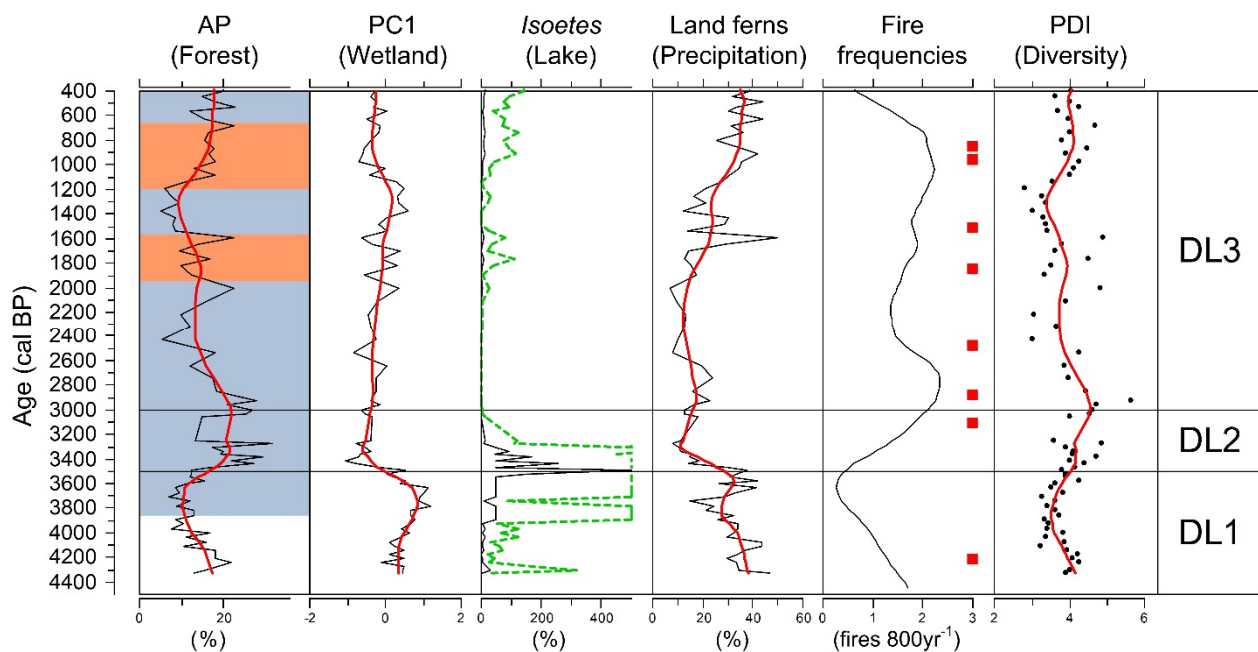 AP
(Forest)
PC1
(Wetland)
Isoetes
(Lake)
Land ferns
(Precipitation)
Fire
frequencies
PDI
(Diversity)
Age (cal BP)
400
600
800
1000
1200
1400
1600
1800
2000
2200
2400
2600
2800
3000
3200
3400
3600
3800
4000
4200
4400
DL3
DL2
DL1
0 20
-2 0 2
0 200 400
0 20 40 60
0 1 2 3
2 4 6
(%)
(%)
(%)
(fires 800yr⁻¹)